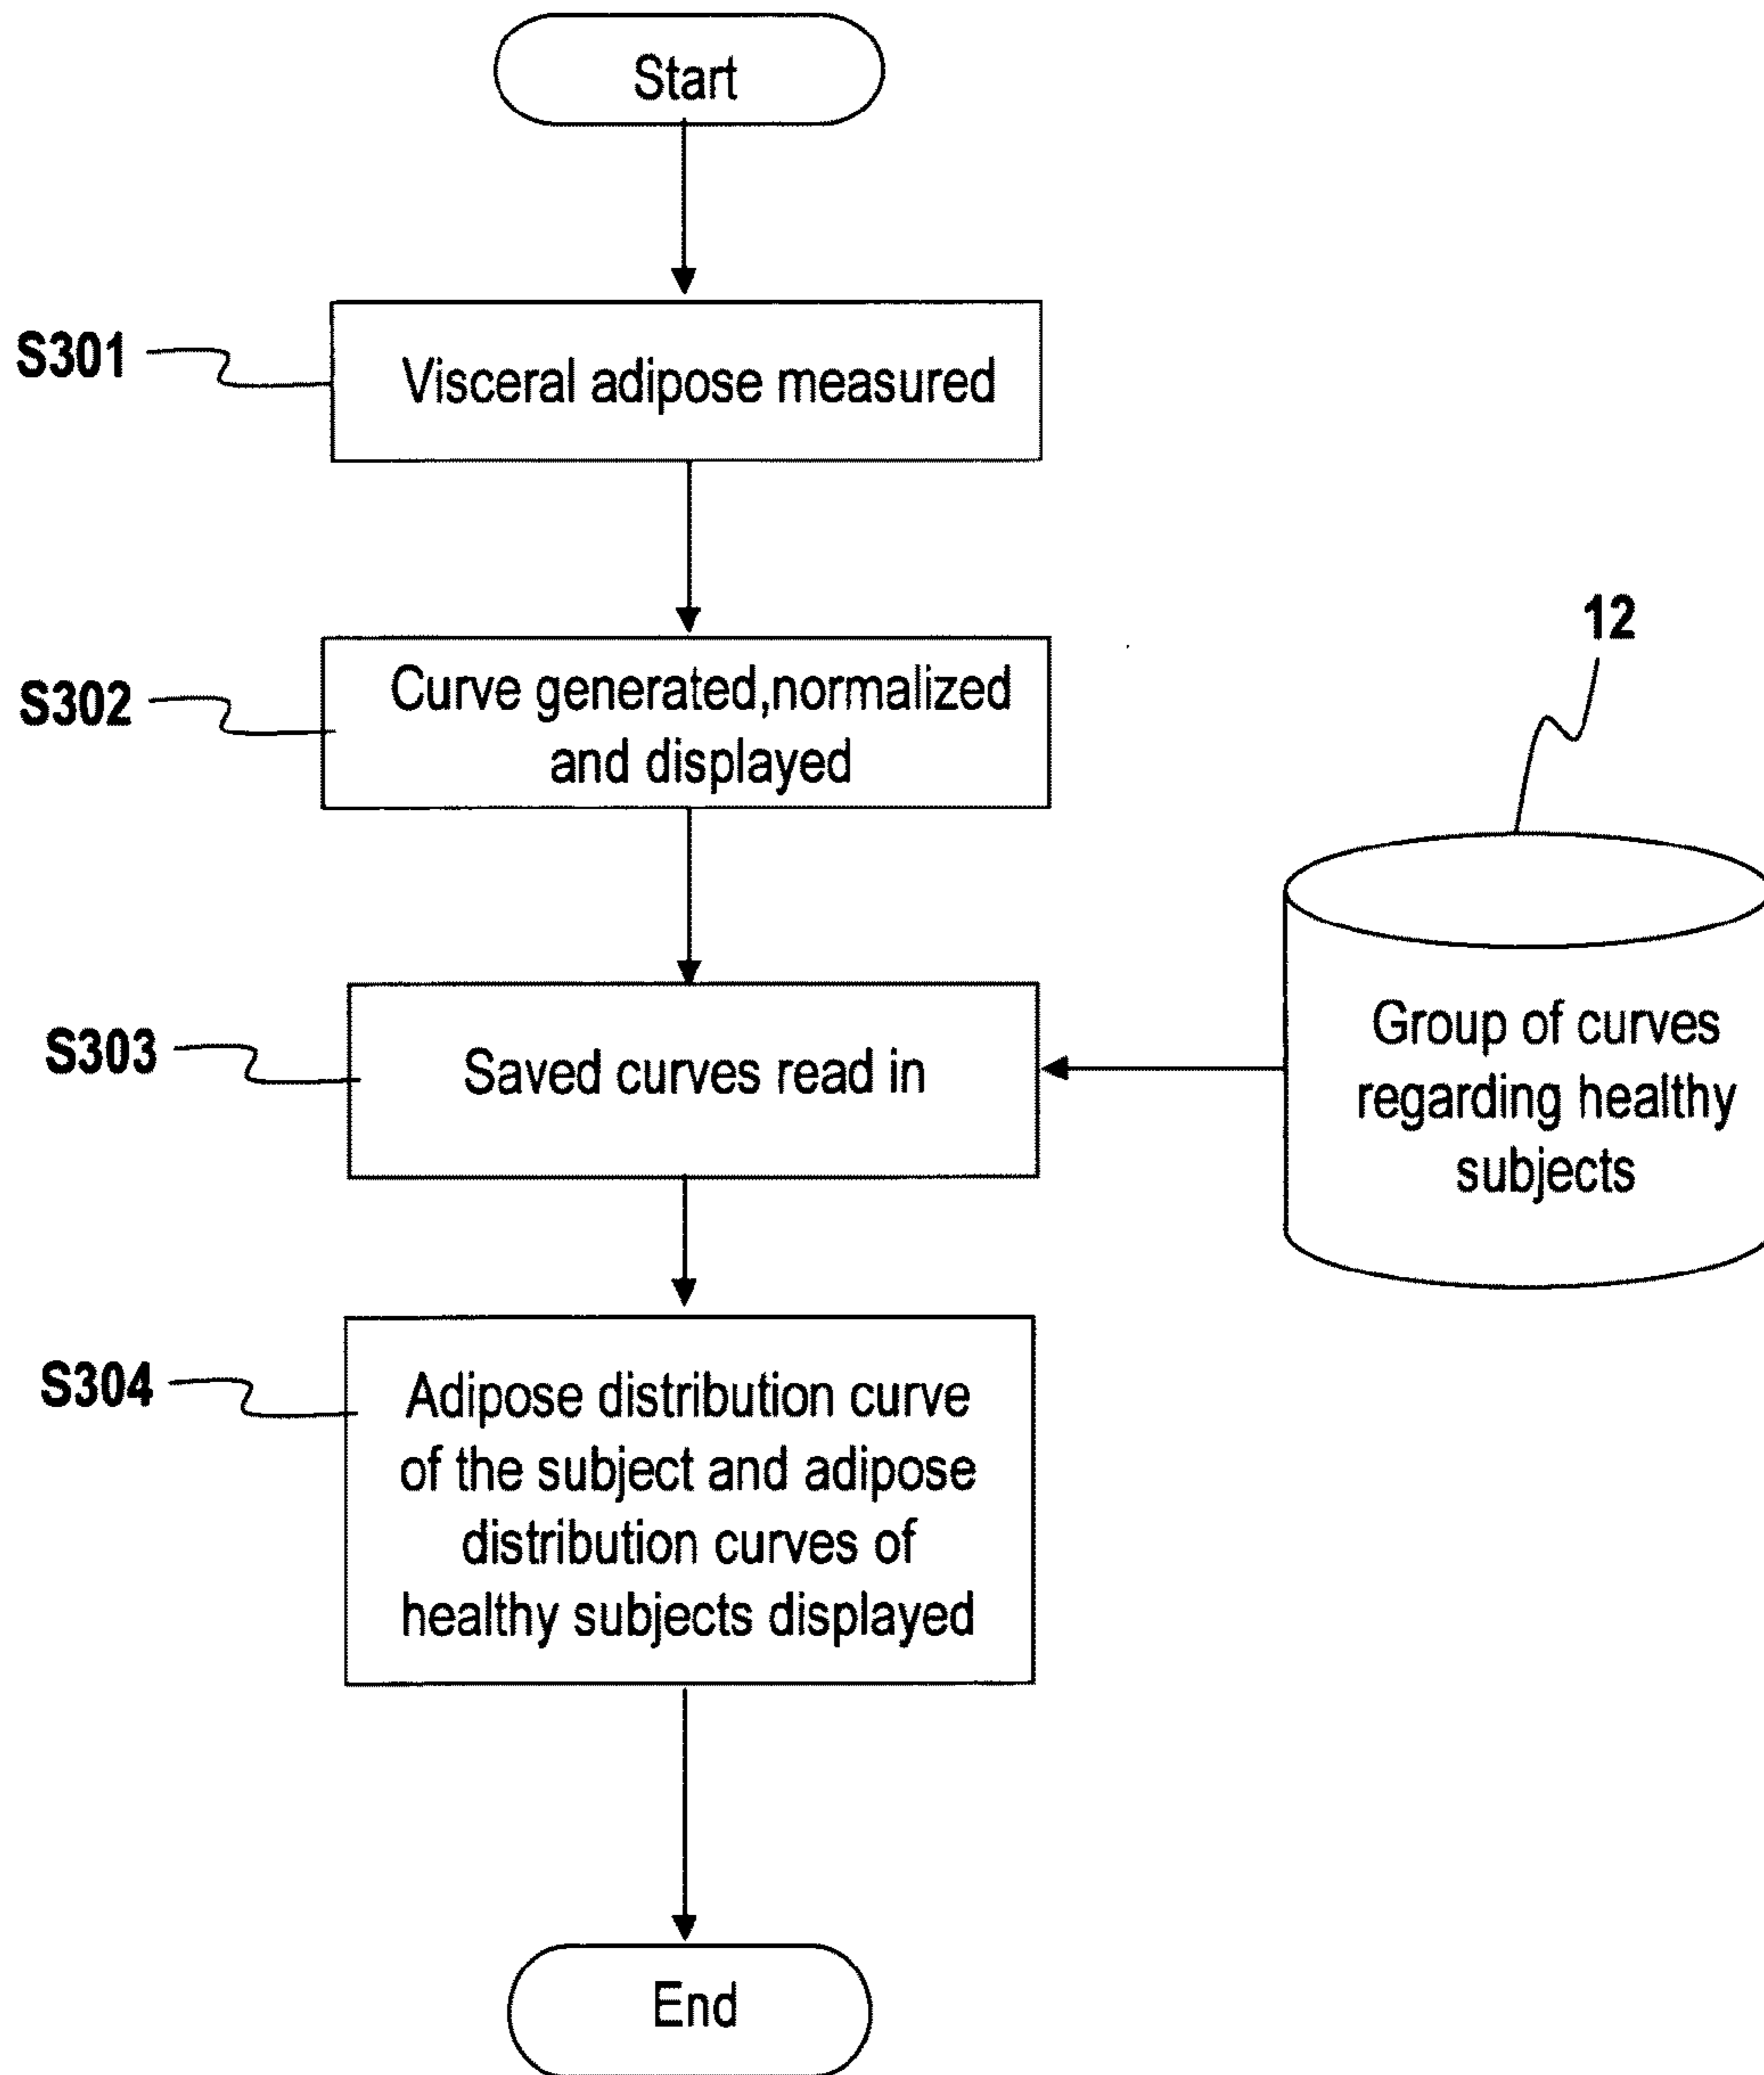 Start
S301
Visceral adipose measured
S302
Curve generated,normalized
and displayed
12
S303
Saved curves read in
Group of curves
regarding healthy
subjects
S304
Adipose distribution curve
of the subject and adipose
distribution curves of
healthy subjects displayed
End